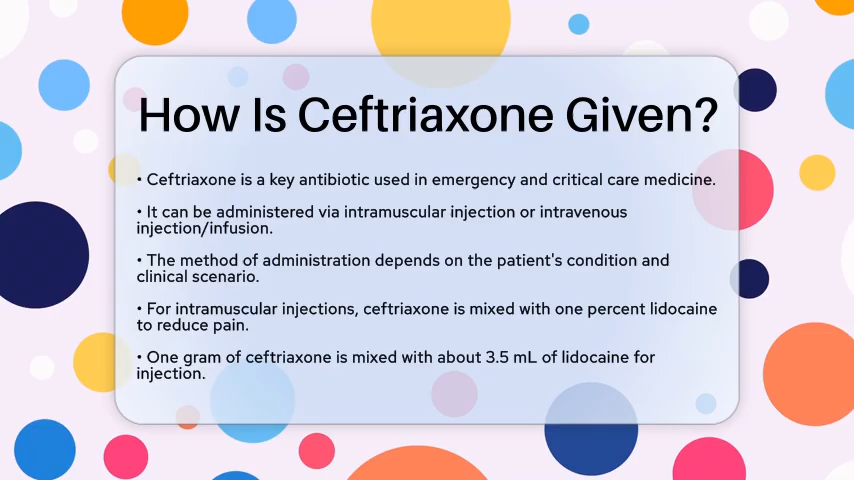 How Is Ceftriaxone Given?
• Ceftriaxone is a key antibiotic used in emergency and critical care medicine.
• It can be administered via intramuscular injection or intravenous
injection/infusion.
• The method of administration depends on the patient's condition and
clinical scenario.
• For intramuscular injections, ceftriaxone is mixed with one percent lidocaine
to reduce pain.
• One gram of ceftriaxone is mixed with about 3.5 mL of lidocaine for
injection.